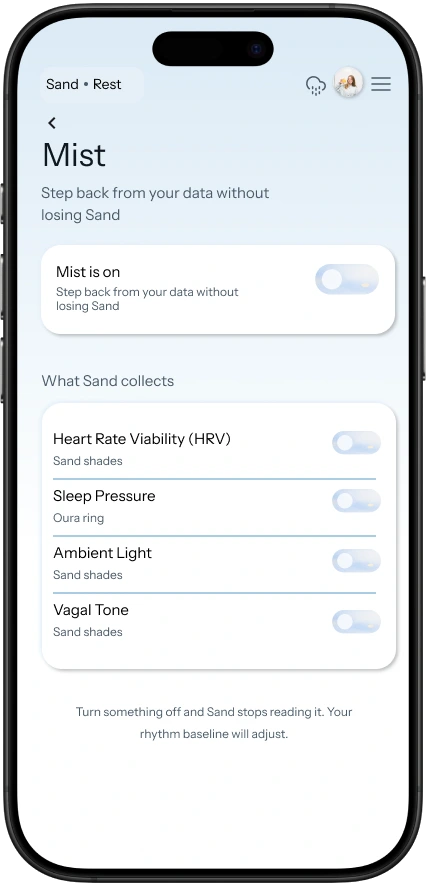 Sand • Rest
Mist
Step back from your data without
losing Sand
Mist is on
Step back from your data without
losing Sand
What Sand collects
Heart Rate Viability (HRV)
Sand shades
Sleep Pressure
Oura ring
Ambient Light
Sand shades
Vagal Tone
Sand shades
Turn something off and Sand stops reading it. Your
rhythm baseline will adjust.